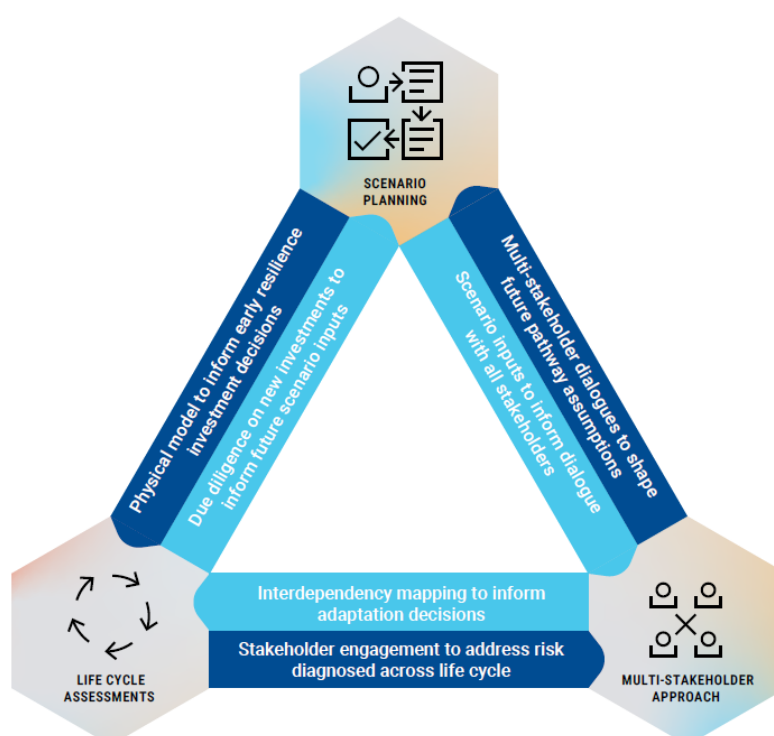 SCENARIO
PLANNING
Physical model to inform early resilience
investment decisions
Due diligence on new investments to
inform future scenario inputs
Scenario inputs to inform dialogue
with all stakeholders
Multi-stakeholder dialogues to shape
future pathway assumptions
Interdependency mapping to inform
adaptation decisions
Stakeholder engagement to address risk
diagnosed across life cycle
LIFE CYCLE
ASSESSMENTS
MULTI-STAKEHOLDER
APPROACH